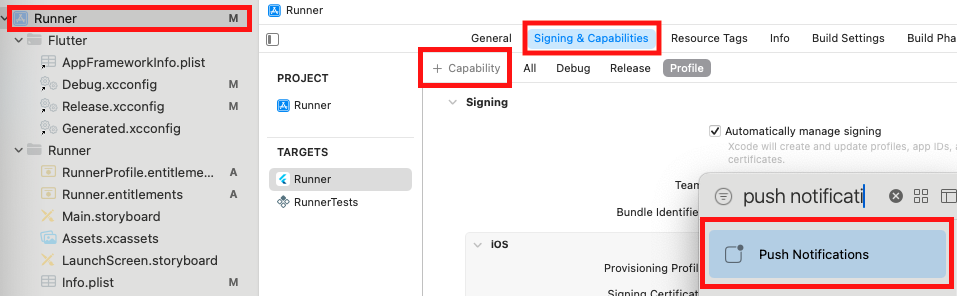 Runner M
Flutter
AppFrameworkInfo.plist
Debug.xcconfig M
Release.xcconfig M
Generated.xcconfig
Runner
RunnerProfile.entitleme... A
Runner.entitlements A
Main.storyboard
Assets.xcassets
LaunchScreen.storyboard
Info.plist M
Runner
General Signing & Capabilities Resource Tags Info Build Settings Build Pha
+ Capability All Debug Release Profile
PROJECT
Runner
TARGETS
Runner
RunnerTests
Signing
Automatically manage signing
Xcode will create and update profiles, app IDs, a
certificates.
Team
Bundle Identifie
iOS
Provisioning Profi
Signing Certificat
push notificati
Push Notifications